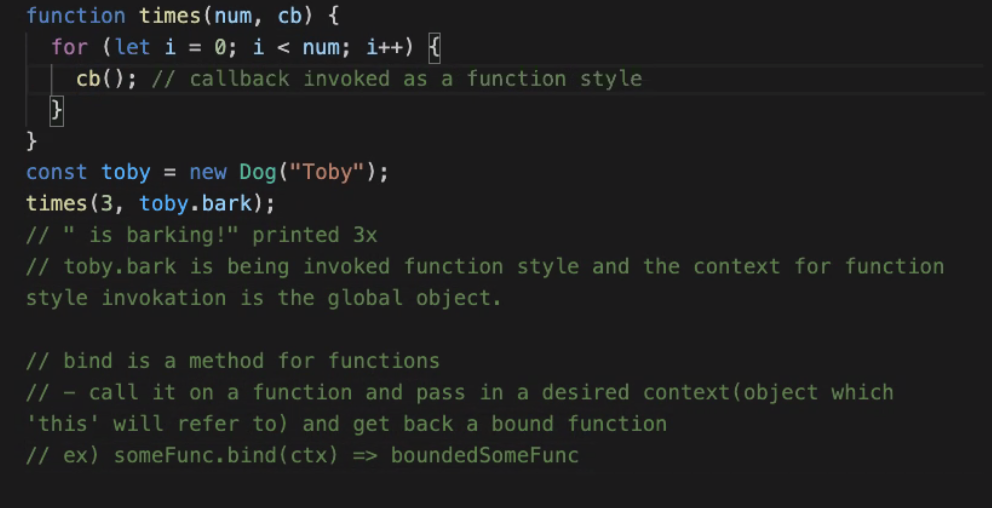 function times(num, cb) {
for (let i = 0; i < num; i++) {
cb(); // callback invoked as a function style
}
}
const toby = new Dog("Toby");
times(3, toby.bark);
// " is barking!" printed 3x
// toby.bark is being invoked function style and the context for function
style invokation is the global object.
// bind is a method for functions
// - call it on a function and pass in a desired context(object which
'this' will refer to) and get back a bound function
// ex) someFunc.bind(ctx) => boundedSomeFunc